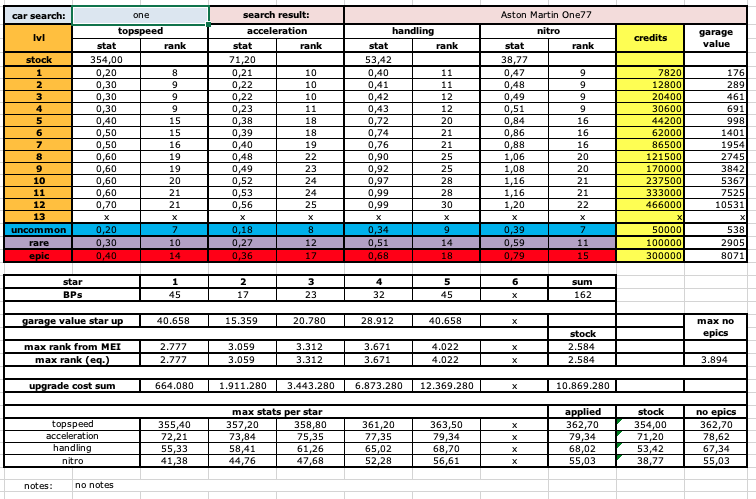 car search: one search result: Aston Martin One77
lvl topspeed acceleration handling nitro credits garage value
stat rank stat rank stat rank stat rank
stock 354,00 71,20 53,42 38,77
1 0,20 8 0,21 10 0,40 11 0,47 9 7820 176
2 0,30 9 0,22 10 0,41 11 0,48 9 12800 289
3 0,30 9 0,22 10 0,42 12 0,49 9 20400 461
4 0,30 9 0,23 11 0,43 12 0,51 9 30600 691
5 0,40 15 0,38 18 0,72 20 0,84 16 44200 998
6 0,50 15 0,39 18 0,74 21 0,86 16 62000 1401
7 0,50 16 0,40 19 0,76 21 0,88 16 86500 1954
8 0,60 19 0,48 22 0,90 25 1,06 20 121500 2745
9 0,60 19 0,49 23 0,92 25 1,08 20 170000 3842
10 0,60 20 0,52 24 0,97 28 1,16 21 237500 5367
11 0,60 21 0,53 24 0,99 28 1,16 21 333000 7525
12 0,70 21 0,56 25 0,99 30 1,20 22 466000 10531
13 x x x x x x x x x x
uncommon 0,20 7 0,18 8 0,34 9 0,39 7 50000 538
rare 0,30 10 0,27 12 0,51 14 0,59 11 100000 2905
epic 0,40 14 0,36 17 0,68 18 0,79 15 300000 8071
star 1 2 3 4 5 6 sum
BPs 45 17 23 32 45 x 162
garage value star up 40.658 15.359 20.780 28.912 40.658 x max no epics
stock
max rank from MEI 2.777 3.059 3.312 3.671 4.022 x 2.584
max rank (eq.) 2.777 3.059 3.312 3.671 4.022 x 2.584 3.894
upgrade cost sum 664.080 1.911.280 3.443.280 6.873.280 12.369.280 x 10.869.280
max stats per star applied stock no epics
topspeed 355,40 357,20 358,80 361,20 363,50 x 362,70 354,00 362,70
acceleration 72,21 73,84 75,35 77,35 79,34 x 79,34 71,20 78,62
handling 55,33 58,41 61,26 65,02 68,70 x 68,02 53,42 67,34
nitro 41,38 44,76 47,68 52,28 56,61 x 55,03 38,77 55,03
notes: no notes